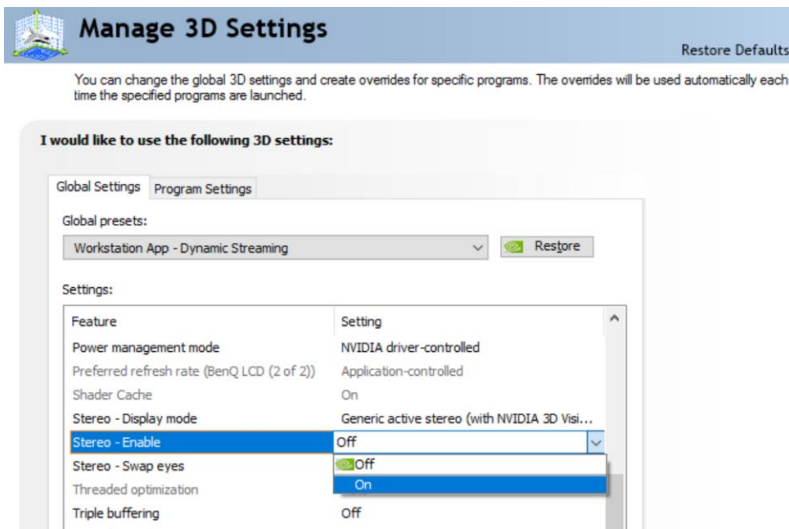 Manage 3D Settings
Restore Defaults
You can change the global 3D settings and create overrides for specific programs. The overrides will be used automatically each
time the specified programs are launched.
I would like to use the following 3D settings:
Global Settings Program Settings
Global presets:
Workstation App - Dynamic Streaming Restore
Settings:
Feature Setting
Power management mode NVIDIA driver-controlled
Preferred refresh rate (BenQ LCD (2 of 2)) Application-controlled
Shader Cache On
Stereo - Display mode Generic active stereo (with NVIDIA 3D Visi...
Stereo - Enable Off
Stereo - Swap eyes Off
Threaded optimization On
Triple buffering Off